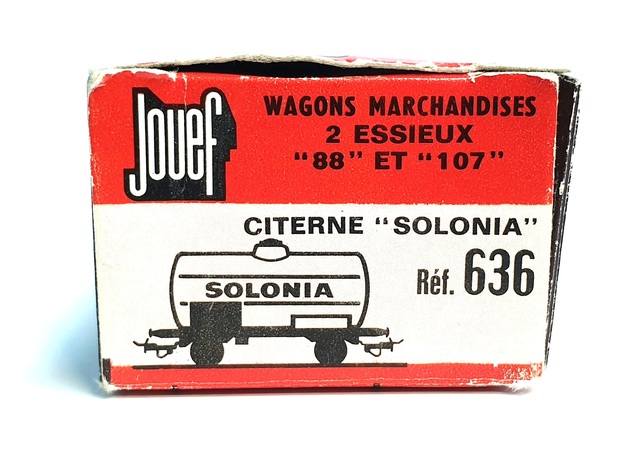 Jouef
WAGONS MARCHANDISES
2 ESSIEUX
"88" ET "107"
CITERNE "SOLONIA"
Réf. 636
SOLONIA